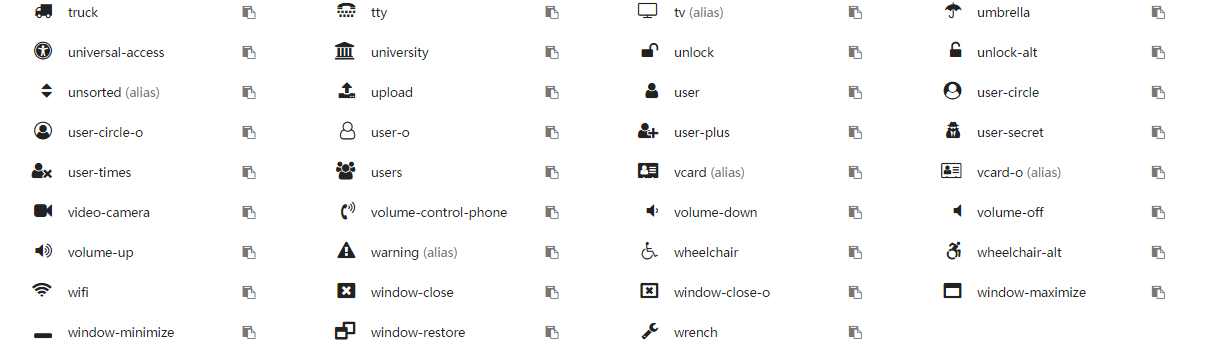 truck tty tv (alias) umbrella
universal-access university unlock unlock-alt
unsorted (alias) upload user user-circle
user-circle-o user-o user-plus user-secret
user-times users vcard (alias) vcard-o (alias)
video-camera volume-control-phone volume-down volume-off
volume-up warning (alias) wheelchair wheelchair-alt
wifi window-close window-close-o window-maximize
window-minimize window-restore wrench